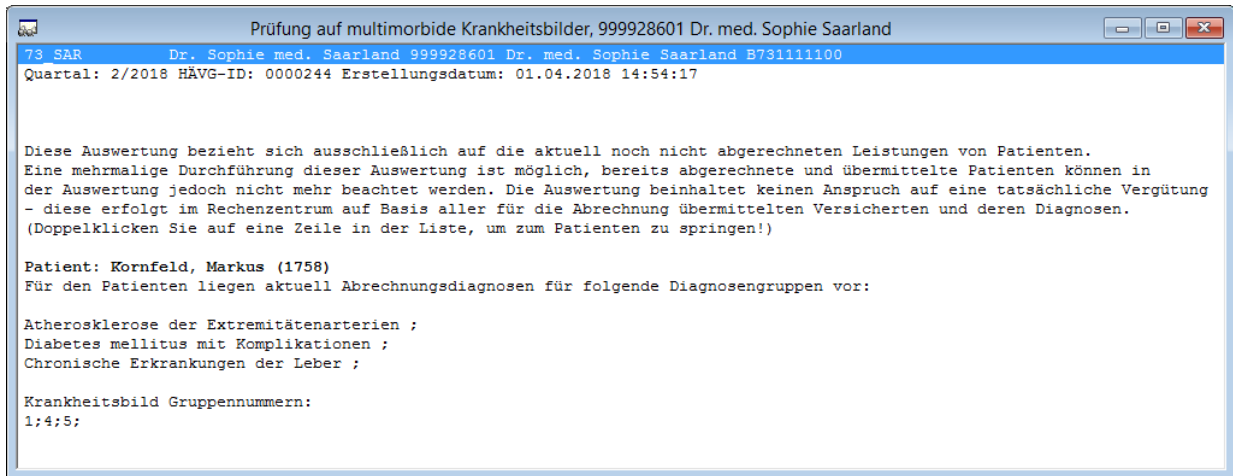 Prüfung auf multimorbide Krankheitsbilder, 999928601 Dr. med. Sophie Saarland
73_SAR Dr. Sophie med. Saarland 999928601 Dr. med. Sophie Saarland B731111100
Quartal: 2/2018 HÄVG-ID: 0000244 Erstellungsdatum: 01.04.2018 14:54:17
Diese Auswertung bezieht sich ausschließlich auf die aktuell noch nicht abgerechneten Leistungen von Patienten.
Eine mehrmalige Durchführung dieser Auswertung ist möglich, bereits abgerechnete und übermittelte Patienten können in
der Auswertung jedoch nicht mehr beachtet werden. Die Auswertung beinhaltet keinen Anspruch auf eine tatsächliche Vergütung
- diese erfolgt im Rechenzentrum auf Basis aller für die Abrechnung übermittelten Versicherten und deren Diagnosen.
(Doppelklicken Sie auf eine Zeile in der Liste, um zum Patienten zu springen!)
Patient: Kornfeld, Markus (1758)
Für den Patienten liegen aktuell Abrechnungsdiagnosen für folgende Diagnosengruppen vor:
Atherosklerose der Extremitätenarterien ;
Diabetes mellitus mit Komplikationen ;
Chronische Erkrankungen der Leber ;
Krankheitsbild Gruppennummern:
1;4;5;